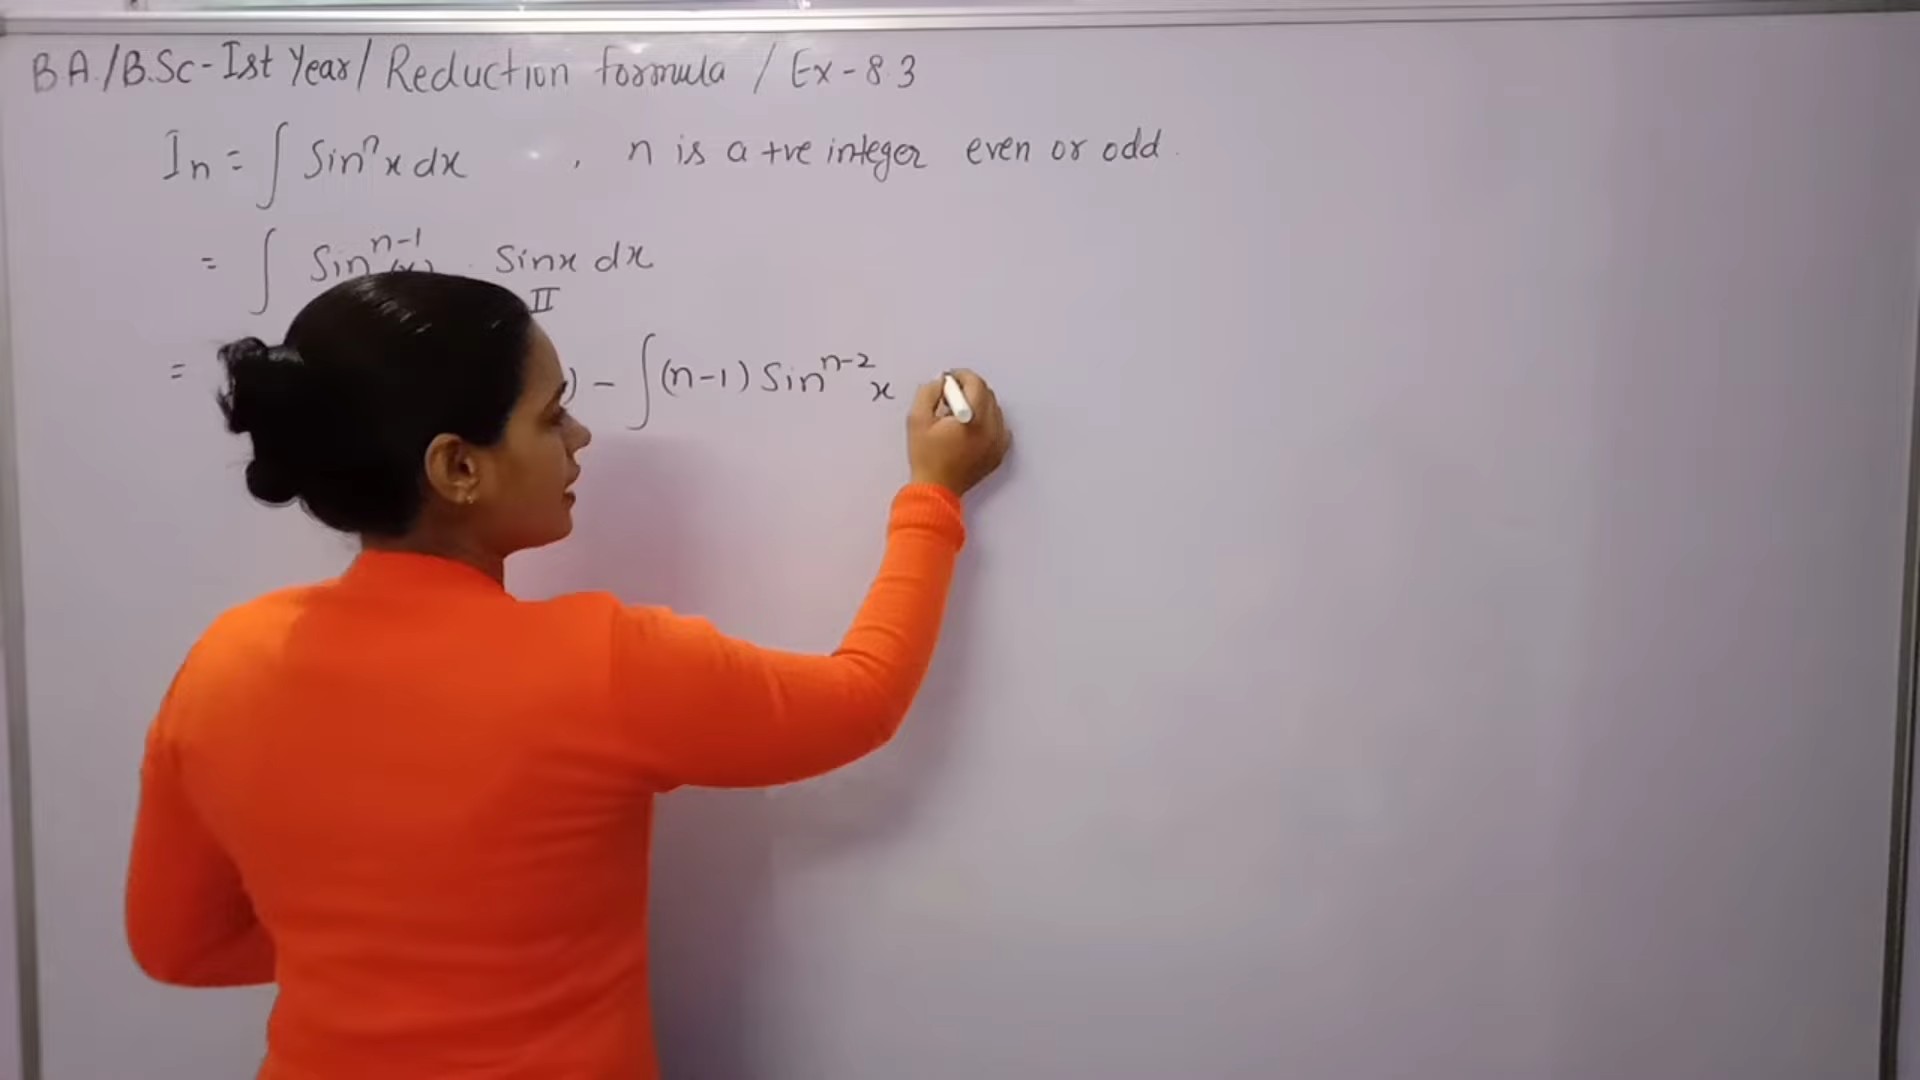 B.A./B.Sc-Ist Year/ Reduction formula / Ex-8.3
Iₙ = ∫ Sinⁿx dx , n is a +ve integer even or odd.
= ∫ Sinⁿ⁻¹(x) . Sinx dx
II
= ) - ∫(n-1) Sinⁿ⁻²x